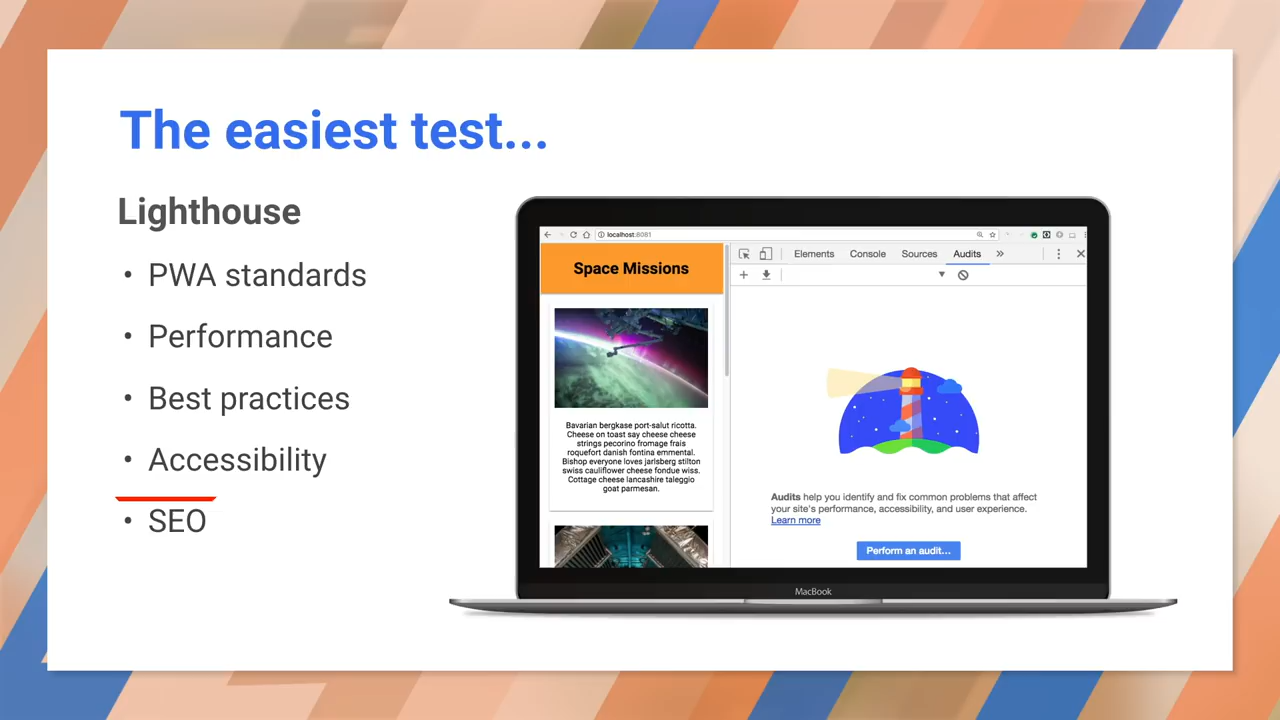 The easiest test...
Lighthouse
• PWA standards
• Performance
• Best practices
• Accessibility
• SEO
localhost:8081
Elements Console Sources Audits »
Space Missions
Bavarian bergkase port-salut ricotta.
Cheese on toast say cheese cheese
strings pecorino fromage frais
roquefort danish fontina emmental.
Bishop everyone loves jarlsberg stilton
swiss cauliflower cheese fondue wiss.
Cottage cheese lancashire taleggio
goat parmesan.
Audits help you identify and fix common problems that affect
your site's performance, accessibility, and user experience.
Learn more
Perform an audit...
MacBook